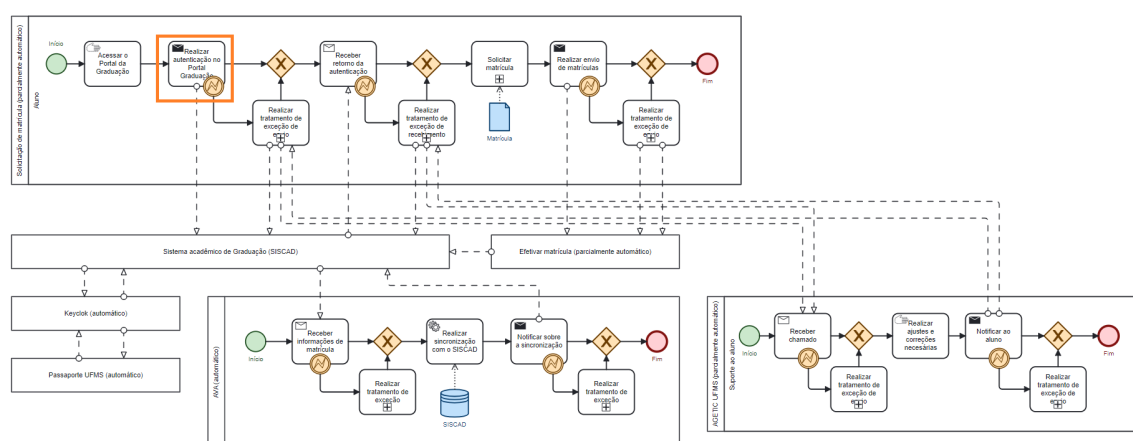 Solicitação de matrícula (parcialmente automático)
Aluno
Início
Acessar o
Portal da
Graduação
Realizar
autenticação no
Portal
Graduação
Realizar
tratamento de
exceção de
envio
Receber
retorno da
autenticação
Realizar
tratamento de
exceção de
recebimento
Solicitar
matrícula
Matrícula
Realizar envio
de matrículas
Realizar
tratamento de
exceção de envio
Fim
Sistema acadêmico de Graduação (SISCAD)
Efetivar matrícula (parcialmente automático)
Keyclok (automático)
Passaporte UFMS (automático)
AVA (automático)
Início
Receber
informações de
matrícula
Realizar
tratamento de
exceção
Realizar
sincronização
com o SISCAD
SISCAD
Notificar sobre
a sincronização
Realizar
tratamento de
exceção
Fim
AGETIC UFMS (parcialmente automático)
Suporte ao aluno
Início
Receber
chamado
Realizar
tratamento de
exceção de
envio
Realizar
ajustes e
correções
necessárias
Notificar ao
aluno
Realizar
tratamento de
exceção de
envio
Fim